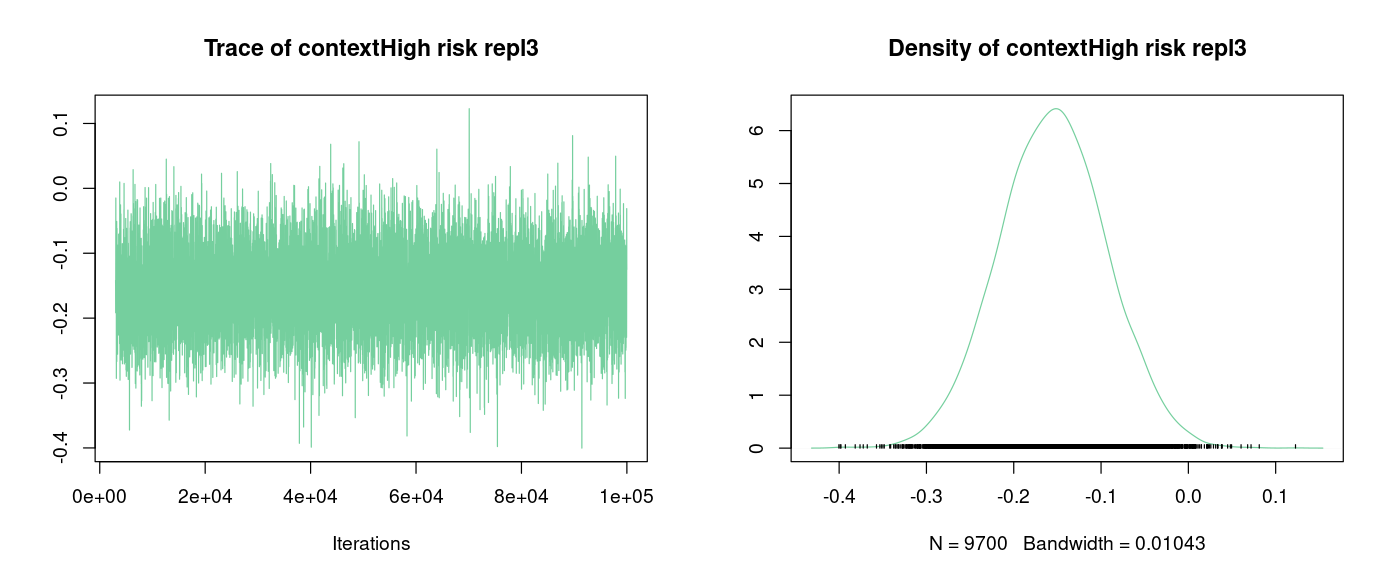 Trace of contextHigh risk repl3
0.1
0.0
-0.1
-0.2
-0.3
-0.4
0e+00 2e+04 4e+04 6e+04 8e+04 1e+05
Iterations
Density of contextHigh risk repl3
6
5
4
3
2
1
0
-0.4 -0.3 -0.2 -0.1 0.0 0.1
N = 9700 Bandwidth = 0.01043